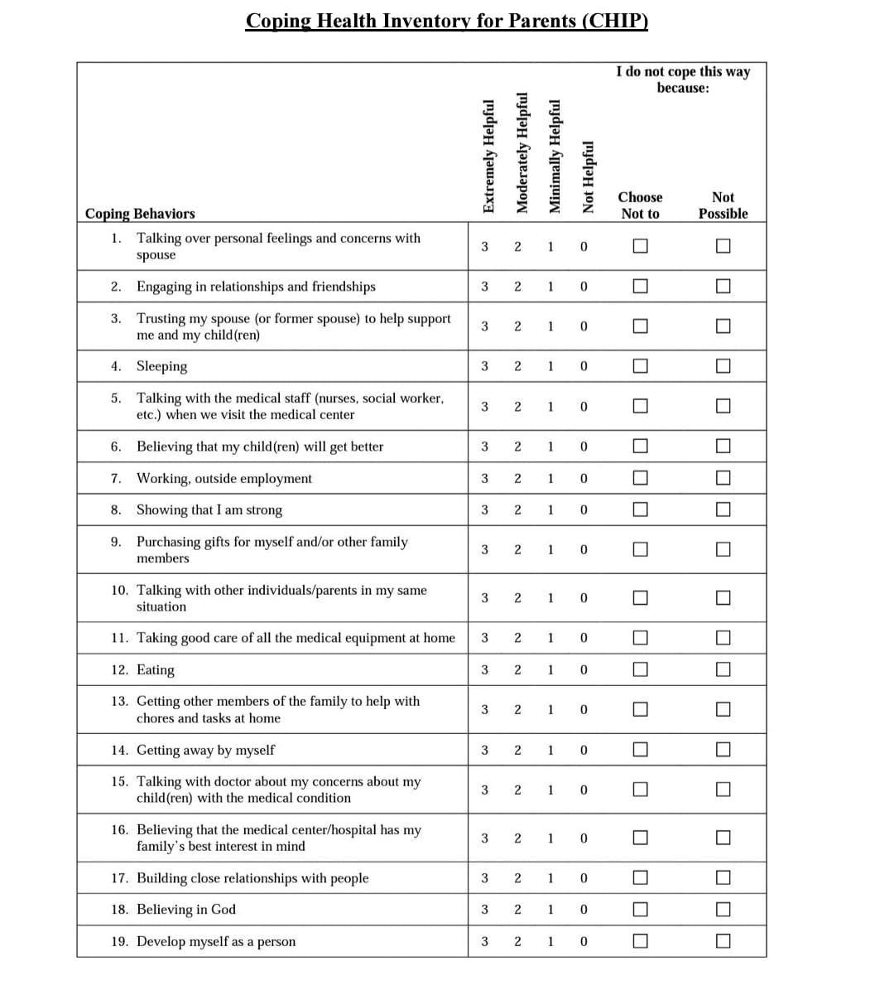 Coping Health Inventory for Parents (CHIP)
I do not cope this way
because:
Extremely Helpful
Moderately Helpful
Minimally Helpful
Not Helpful
Choose Not
Coping Behaviors Not to Possible
1. Talking over personal feelings and concerns with
spouse
3 2 1 0 ☐ ☐
2. Engaging in relationships and friendships 3 2 1 0 ☐ ☐
3. Trusting my spouse (or former spouse) to help support
me and my child(ren)
3 2 1 0 ☐ ☐
4. Sleeping 3 2 1 0 ☐ ☐
5. Talking with the medical staff (nurses, social worker,
etc.) when we visit the medical center
3 2 1 0 ☐ ☐
6. Believing that my child(ren) will get better 3 2 1 0 ☐ ☐
7. Working, outside employment 3 2 1 0 ☐ ☐
8. Showing that I am strong 3 2 1 0 ☐ ☐
9. Purchasing gifts for myself and/or other family
members
3 2 1 0 ☐ ☐
10. Talking with other individuals/parents in my same
situation
3 2 1 0 ☐ ☐
11. Taking good care of all the medical equipment at home 3 2 1 0 ☐ ☐
12. Eating 3 2 1 0 ☐ ☐
13. Getting other members of the family to help with
chores and tasks at home
3 2 1 0 ☐ ☐
14. Getting away by myself 3 2 1 0 ☐ ☐
15. Talking with doctor about my concerns about my
child(ren) with the medical condition
3 2 1 0 ☐ ☐
16. Believing that the medical center/hospital has my
family's best interest in mind
3 2 1 0 ☐ ☐
17. Building close relationships with people 3 2 1 0 ☐ ☐
18. Believing in God 3 2 1 0 ☐ ☐
19. Develop myself as a person 3 2 1 0 ☐ ☐